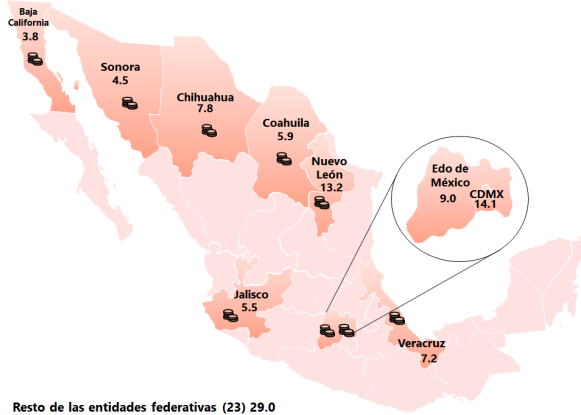 Baja
California
3.8
Sonora
4.5
Chihuahua
7.8
Coahuila
5.9
Nuevo
León
13.2
Edo de
México
9.0
CDMX
14.1
Jalisco
5.5
Veracruz
7.2
Resto de las entidades federativas (23) 29.0